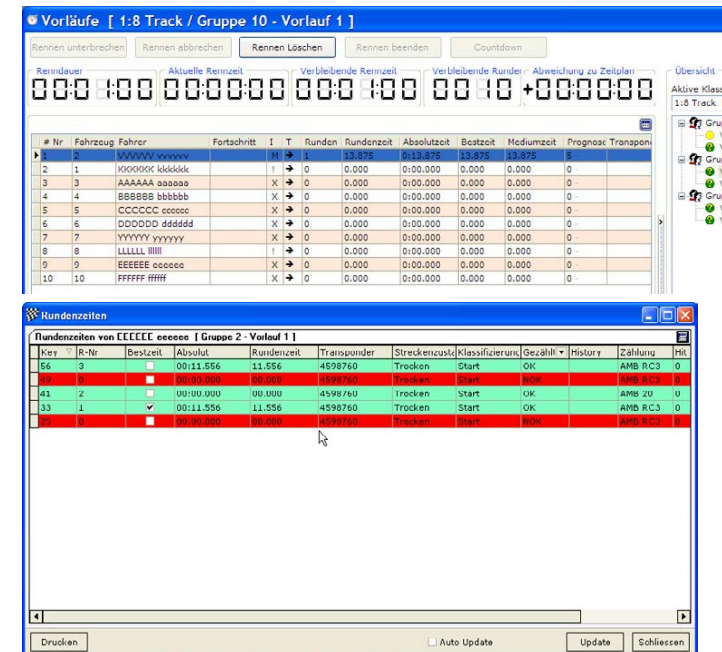 Vorläufe [ 1:8 Track / Gruppe 10 - Vorlauf 1 ]
Rennen unterbrechen Rennen abbrechen Rennen Löschen Rennen beenden Countdown
Renndauer Aktuelle Rennzeit Verbleibende Rennzeit Verbleibende Runden Abweichung zu Zeitplan Übersicht
Aktive Klass
1:8 Track
# Nr Fahrzeug Fahrer Fortschritt I T Runden Rundenzeit Absolutzeit Bestzeit Mediumzeit Prognose Transpon
1 2 VVVVVV vvvvvv M 1 13.875 0:13.875 13.875 13.875 5
2 1 KKKKKK kkkkkk ! 0 0.000 0:00.000 0.000 0.000 0 -
3 3 AAAAAA aaaaaa X 0 0.000 0:00.000 0.000 0.000 0 -
4 4 BBBBBB bbbbbb X 0 0.000 0:00.000 0.000 0.000 0 -
5 5 CCCCCC cccccc X 0 0.000 0:00.000 0.000 0.000 0 -
6 6 DDDDDD dddddd X 0 0.000 0:00.000 0.000 0.000 0 -
7 7 YYYYYY yyyyyy X 0 0.000 0:00.000 0.000 0.000 0 -
8 8 LLLLLL llllll ! 0 0.000 0:00.000 0.000 0.000 0 -
9 9 EEEEEE eeeeee X 0 0.000 0:00.000 0.000 0.000 0 -
10 10 FFFFFF ffffff X 0 0.000 0:00.000 0.000 0.000 0 -
Gru
Gru
Gru
Rundenzeiten
Rundenzeiten von EEEEEE eeeeee [ Gruppe 2 - Vorlauf 1 ]
Key R-Nr Bestzeit Absolut Rundenzeit Transponder Streckenzusta Klassifizierung Gezählt History Zählung Hit
56 3 00:11.556 11.556 4598760 Trocken Start OK AMB RC3 0
49 0 00:00.000 00.000 4598760 Trocken Start NOK AMB RC3 0
41 2 00:00.000 00.000 4598760 Trocken Start OK AMB 20 0
33 1 00:11.556 11.556 4598760 Trocken Start OK AMB RC3 0
25 0 00:00.000 00.000 4598760 Trocken Start NOK AMB RC3 0
Drucken Auto Update Update Schliessen